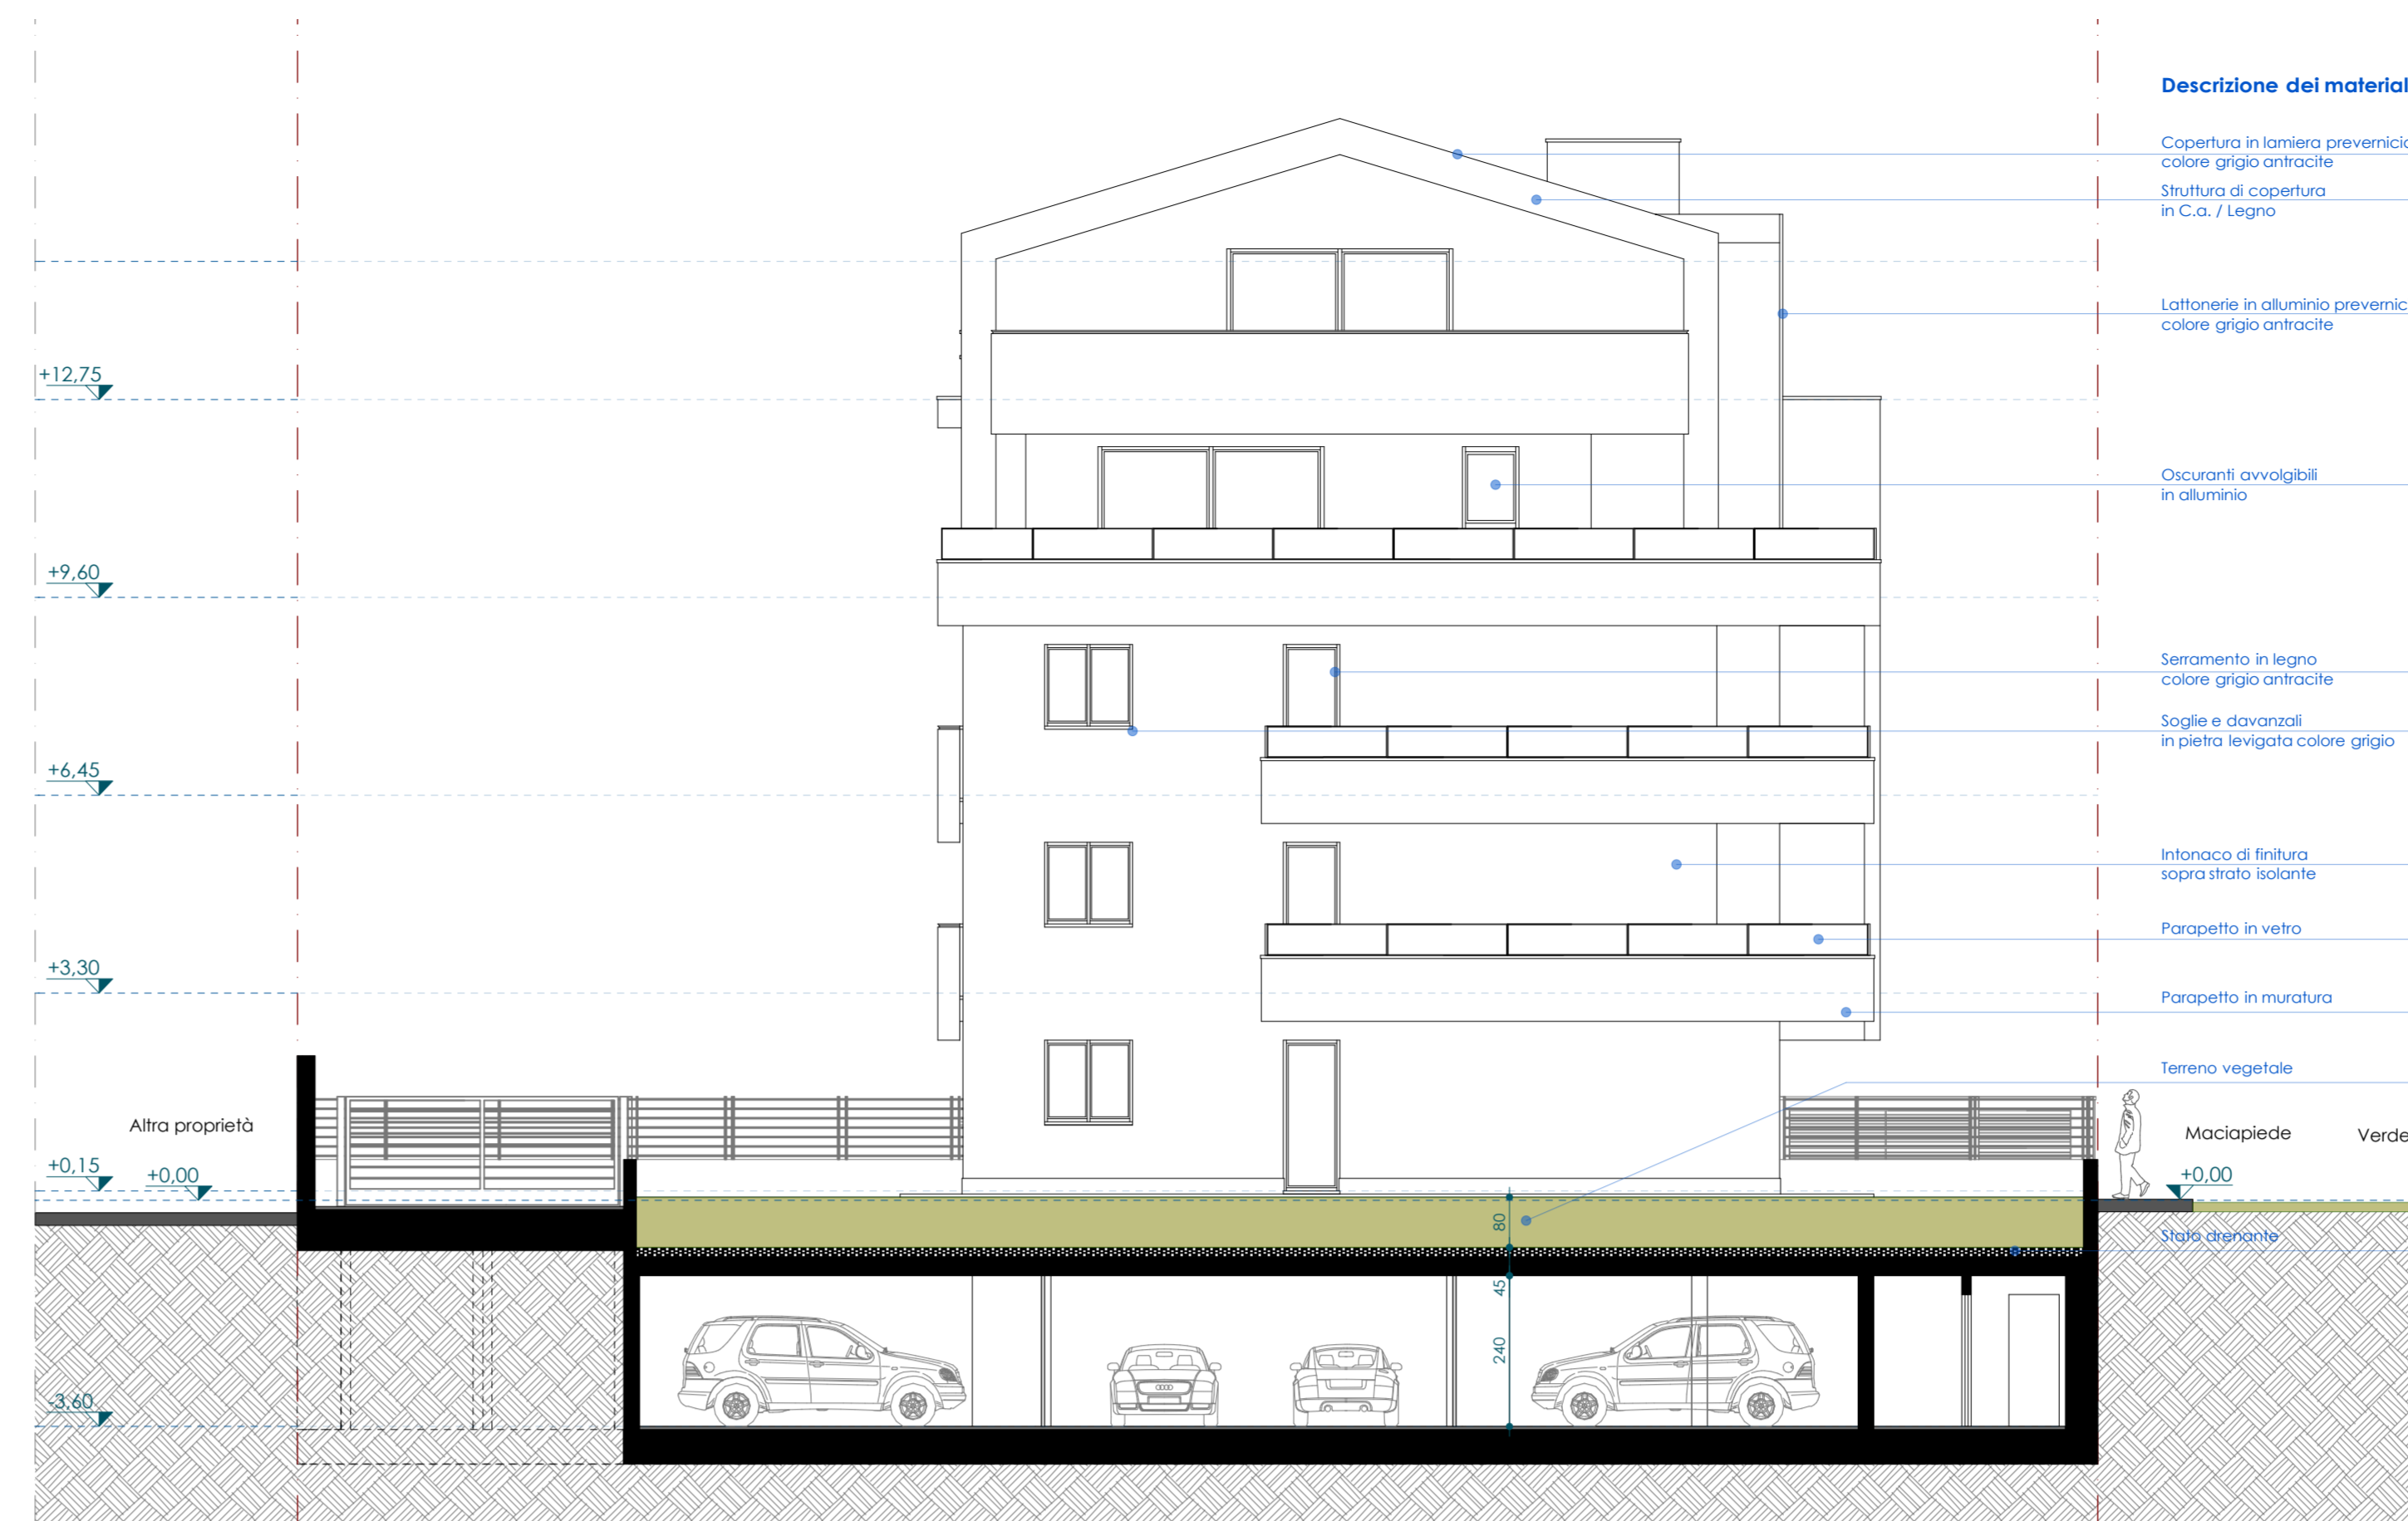 Descrizione dei material
Copertura in lamiera prevernicia
colore grigio antracite
Struttura di copertura
in C.a. / Legno
Lattonerie in alluminio prevernic
colore grigio antracite
+12,75
Oscuranti avvolgibili
in alluminio
+9,60
Serramento in legno
colore grigio antracite
Soglie e davanzali
in pietra levigata colore grigio
+6,45
Intonaco di finitura
sopra strato isolante
Parapetto in vetro
+3,30
Parapetto in muratura
Terreno vegetale
Altra proprietà
Maciapiede
Verde
+0,15
+0,00
+0,00
80
Stato drenante
45
240
-3,60